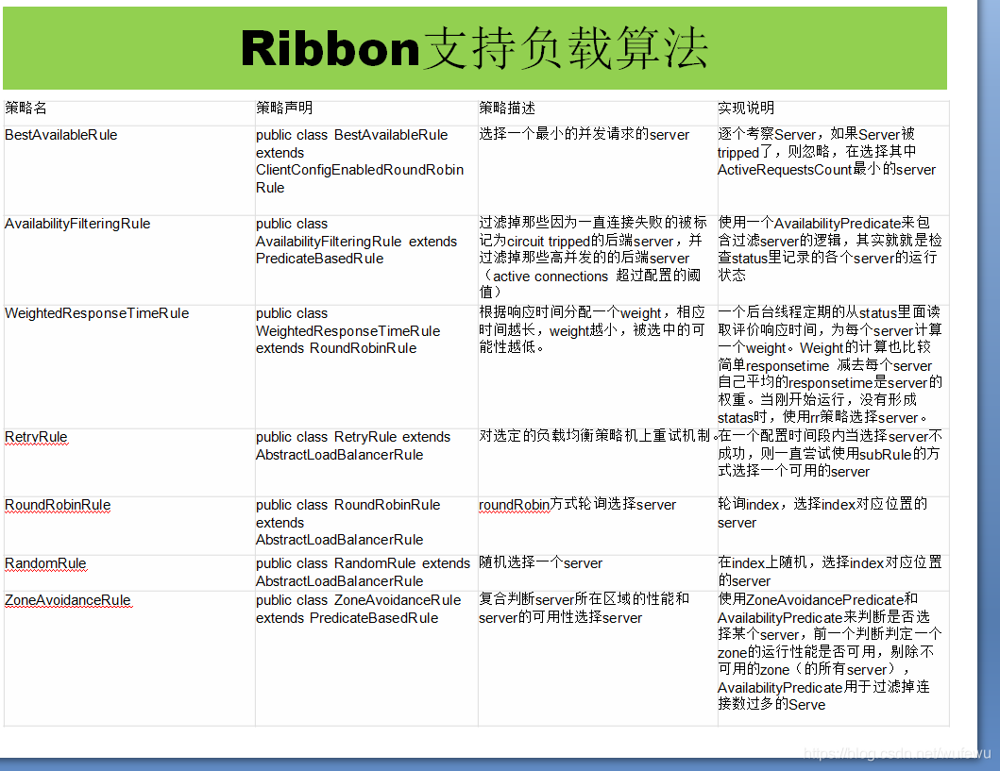 Ribbon支持负载算法
策略名
策略声明
策略描述
实现说明
BestAvailableRule
public class BestAvailableRule
extends
ClientConfigEnabledRoundRobin
Rule
选择一个最小的并发请求的server
逐个考察Server，如果Server被
tripped了，则忽略，在选择其中
ActiveRequestsCount最小的server
AvailabilityFilteringRule
public class
AvailabilityFilteringRule extends
PredicateBasedRule
过滤掉那些因为一直连接失败的被标
记为circuit tripped的后端server，并
过滤掉那些高并发的的后端server
（active connections 超过配置的阈
值）
使用一个AvailabilityPredicate来包
含过滤server的逻辑，其实就就是检
查status里记录的各个server的运行
状态
WeightedResponseTimeRule
public class
WeightedResponseTimeRule
extends RoundRobinRule
根据响应时间分配一个weight，相应
时间越长，weight越小，被选中的可
能性越低。
一个后台线程定期的从status里面读
取评价响应时间，为每个server计算
一个weight。Weight的计算也比较
简单responsetime 减去每个server
自己平均的responsetime是server的
权重。当刚开始运行，没有形成
statas时，使用rr策略选择server。
RetryRule
public class RetryRule extends
AbstractLoadBalancerRule
对选定的负载均衡策略机上重试机制。
在一个配置时间段内当选择server不
成功，则一直尝试使用subRule的方
式选择一个可用的server
RoundRobinRule
public class RoundRobinRule
extends
AbstractLoadBalancerRule
roundRobin方式轮询选择server
轮询index，选择index对应位置的
server
RandomRule
public class RandomRule extends
AbstractLoadBalancerRule
随机选择一个server
在index上随机，选择index对应位置
的server
ZoneAvoidanceRule
public class ZoneAvoidanceRule
extends PredicateBasedRule
复合判断server所在区域的性能和
server的可用性选择server
使用ZoneAvoidancePredicate和
AvailabilityPredicate来判断是否选
择某个server，前一个判断判定一个
zone的运行性能是否可用，剔除不
可用的zone（的所有server），
AvailabilityPredicate用于过滤掉连
接数过多的Serve
https://blog.csdn.net/wufewu